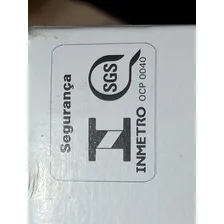 Segurança
SGS
INMETRO
OCP 0040